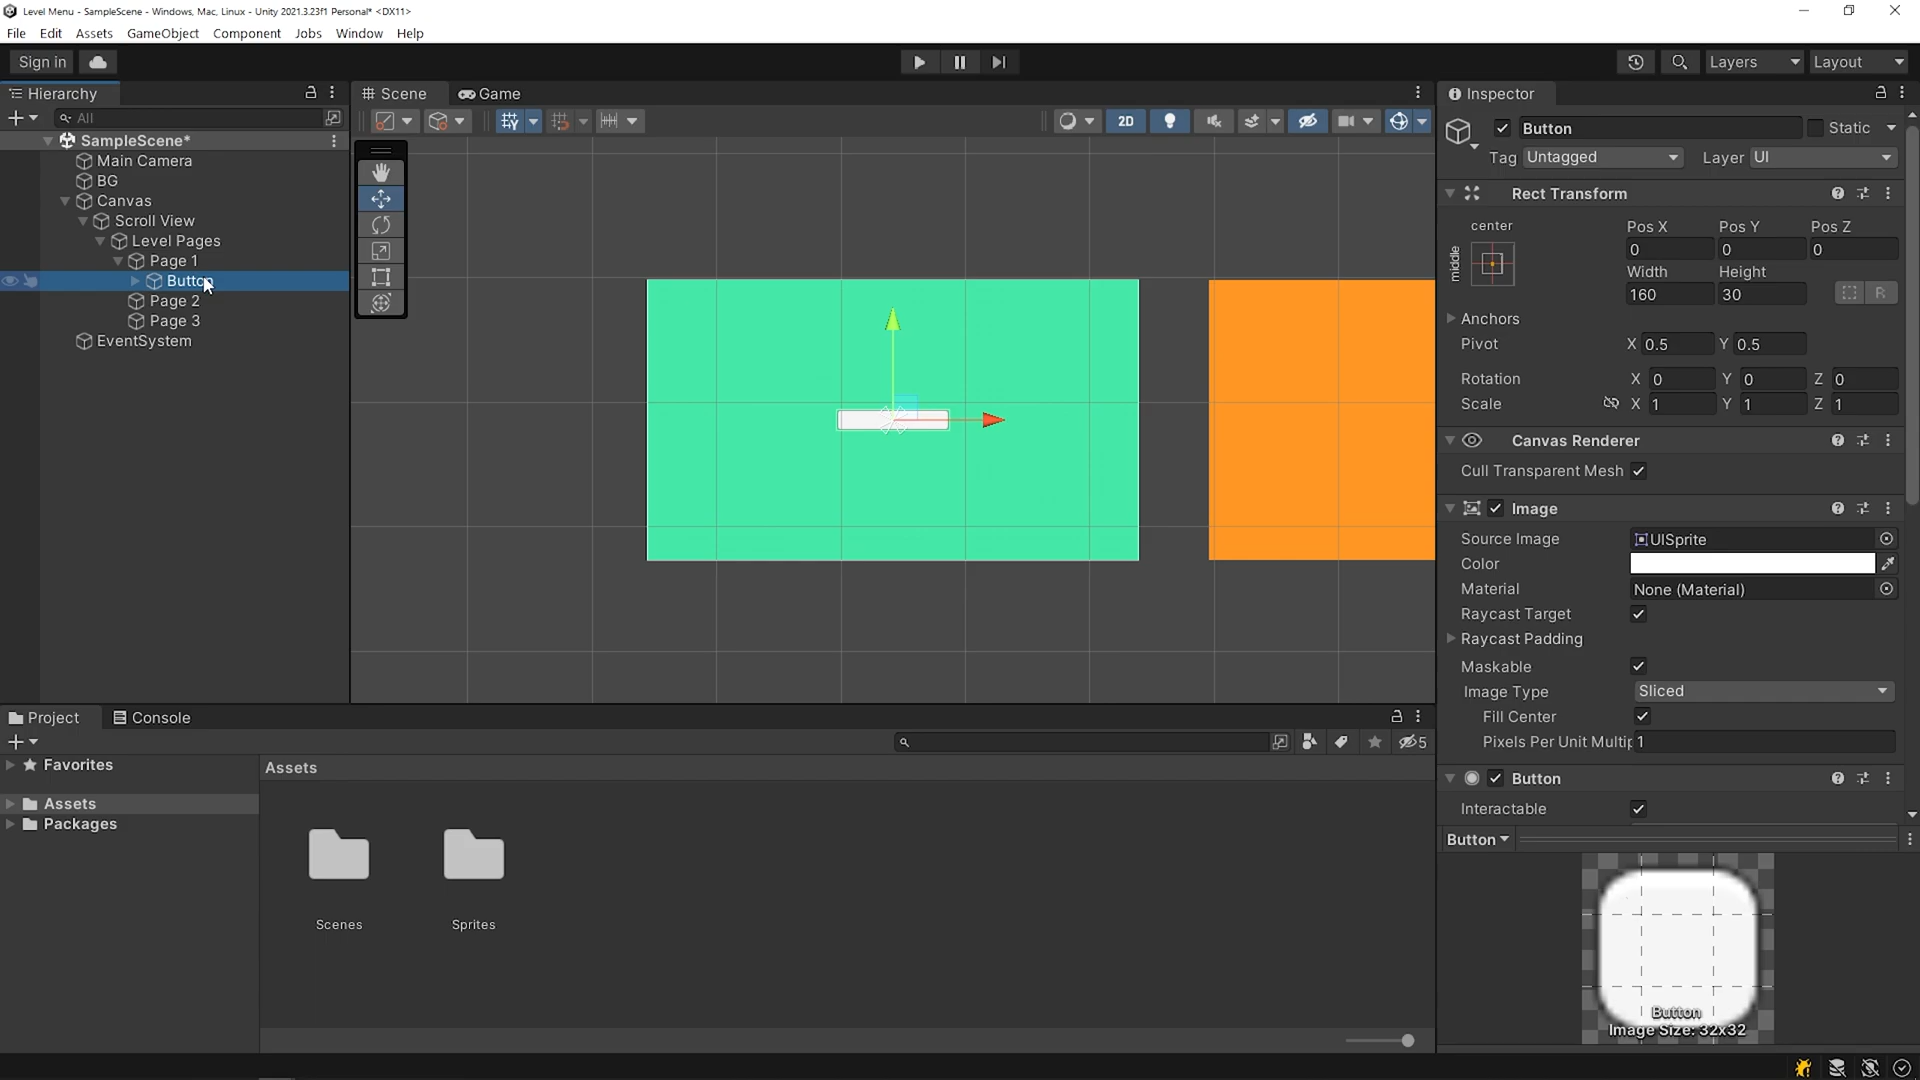 Level Menu - SampleScene - Windows, Mac, Linux - Unity 2021.3.23f1 Personal* <DX11>
File Edit Assets GameObject Component Jobs Window Help
Sign in
Layers
Layout
Hierarchy
All
SampleScene*
Main Camera
BG
Canvas
Scroll View
Level Pages
Page 1
Button
Page 2
Page 3
EventSystem
Scene
Game
2D
Inspector
Button
Static
Tag Untagged Layer UI
Rect Transform
center
middle
Pos X Pos Y Pos Z
0 0 0
Width Height
160 30
R
Anchors
Pivot X 0.5 Y 0.5
Rotation X 0 Y 0 Z 0
Scale X 1 Y 1 Z 1
Canvas Renderer
Cull Transparent Mesh
Image
Source Image UISprite
Color
Material None (Material)
Raycast Target
Raycast Padding
Maskable
Image Type Sliced
Fill Center
Pixels Per Unit Multip 1
Button
Interactable
Button
Button
Image Size: 32x32
Project
Console
5
Favorites
Assets
Packages
Assets
Scenes
Sprites